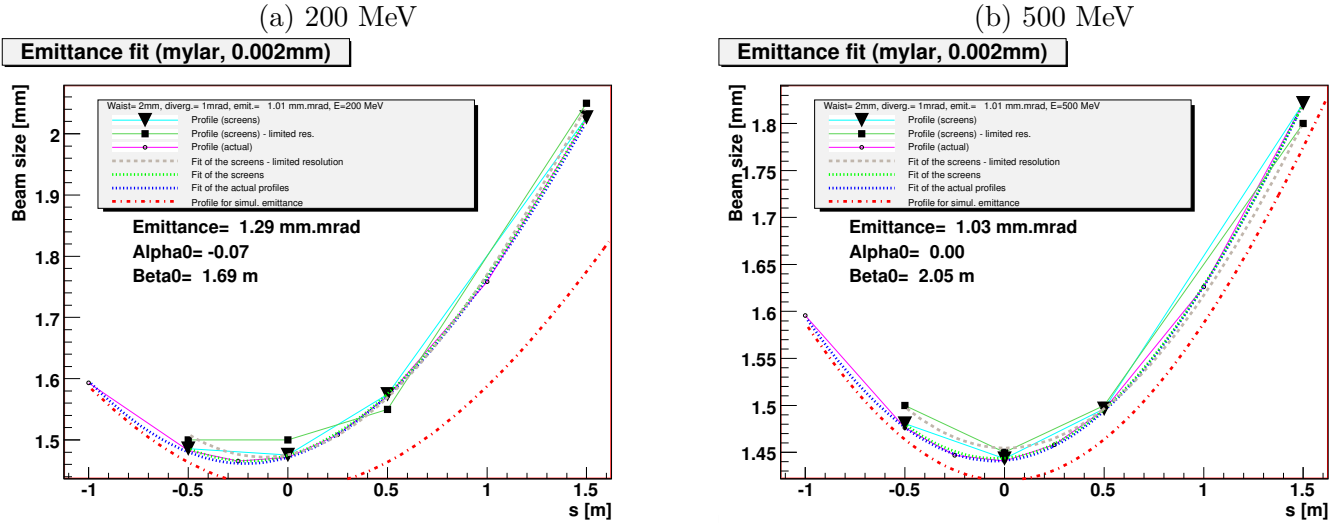 (a) 200 MeV
Emittance fit (mylar, 0.002mm)
Beam size [mm]
2
1.9
1.8
1.7
1.6
1.5
Waist= 2mm, diverg.= 1mrad, emit.= 1.01 mm.mrad, E=200 MeV
Profile (screens)
Profile (screens) - limited res.
Profile (actual)
Fit of the screens - limited resolution
Fit of the screens
Fit of the actual profiles
Profile for simul. emittance
Emittance= 1.29 mm.mrad
Alpha0= -0.07
Beta0= 1.69 m
-1 -0.5 0 0.5 1 1.5
s [m]
(b) 500 MeV
Emittance fit (mylar, 0.002mm)
Beam size [mm]
1.8
1.75
1.7
1.65
1.6
1.55
1.5
1.45
Waist= 2mm, diverg.= 1mrad, emit.= 1.01 mm.mrad, E=500 MeV
Profile (screens)
Profile (screens) - limited res.
Profile (actual)
Fit of the screens - limited resolution
Fit of the screens
Fit of the actual profiles
Profile for simul. emittance
Emittance= 1.03 mm.mrad
Alpha0= 0.00
Beta0= 2.05 m
-1 -0.5 0 0.5 1 1.5
s [m]